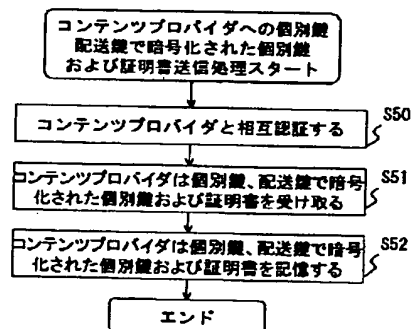 コンテンツプロバイダへの個別鍵
配送鍵で暗号化された個別鍵
および証明書送信処理スタート
S50
コンテンツプロバイダと相互認証する
S51
コンテンツプロバイダは個別鍵、配送鍵で暗号
化された個別鍵および証明書を受け取る
S52
コンテンツプロバイダは個別鍵、配送鍵で暗号
化された個別鍵および証明書を記憶する
エンド